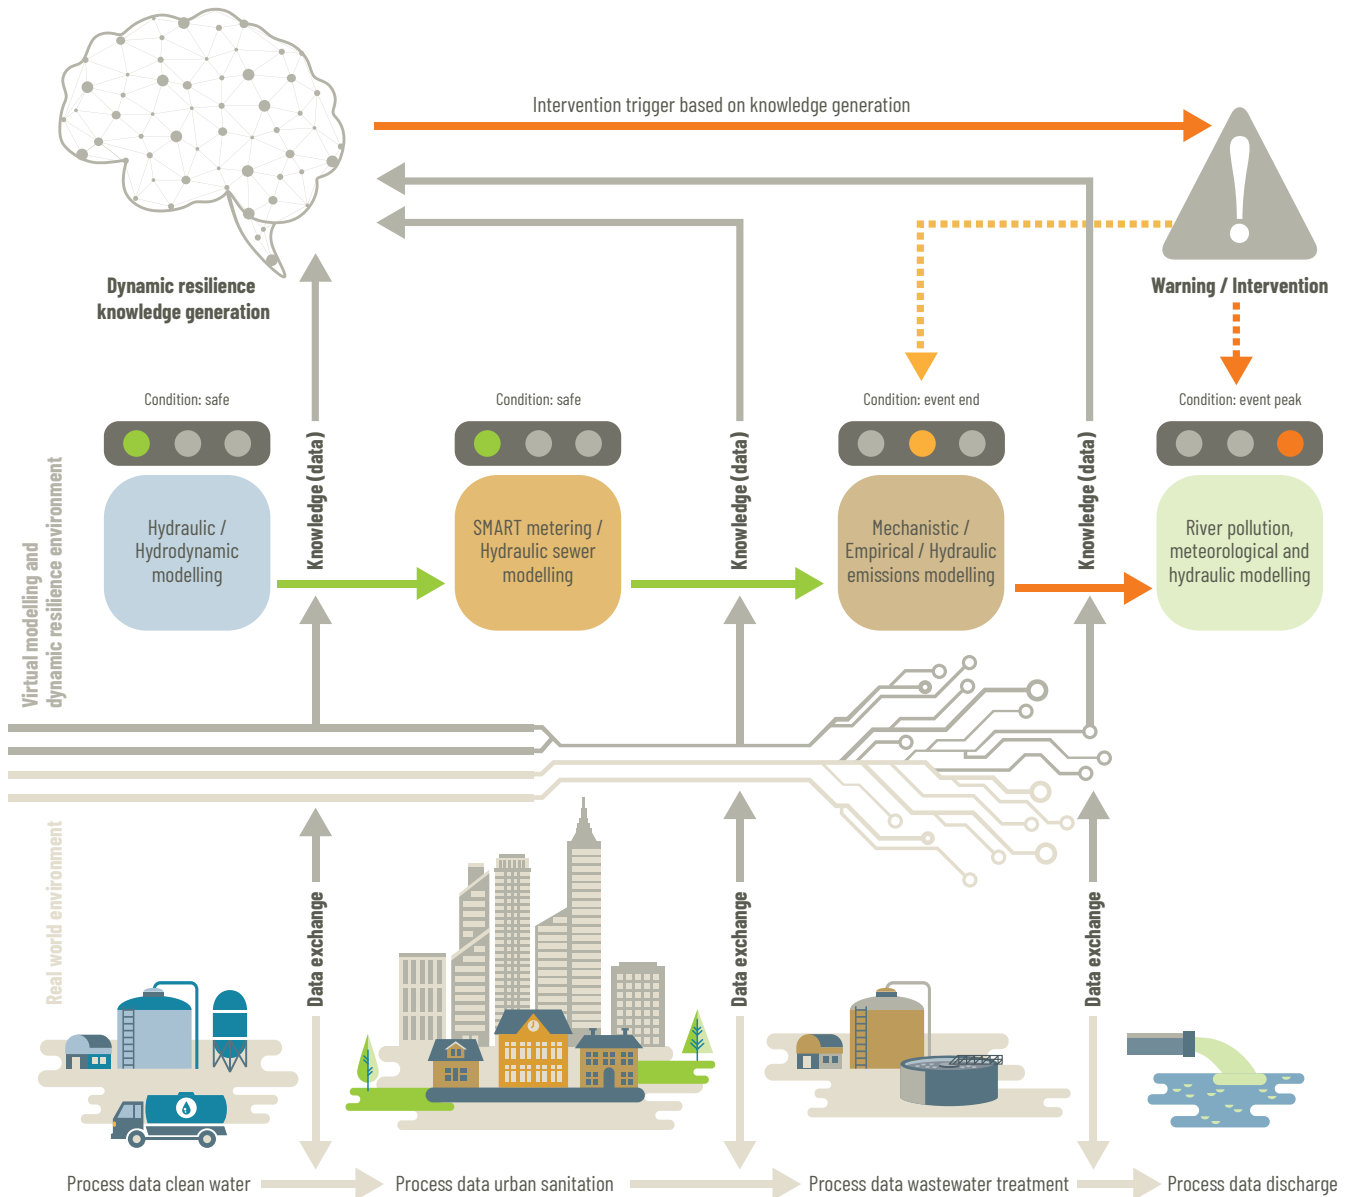 Intervention trigger based on knowledge generation
Dynamic resilience
knowledge generation
Warning / Intervention
Condition: safe
Condition: safe
Condition: event end
Condition: event peak
Virtual modelling and
dynamic resilience environment
Hydraulic /
Hydrodynamic
modelling
Knowledge (data)
SMART metering /
Hydraulic sewer
modelling
Knowledge (data)
Mechanistic /
Empirical / Hydraulic
emissions modelling
Knowledge (data)
River pollution,
meteorological and
hydraulic modelling
Real world environment
Data exchange
Data exchange
Data exchange
Process data clean water
Process data urban sanitation
Process data wastewater treatment
Process data discharge